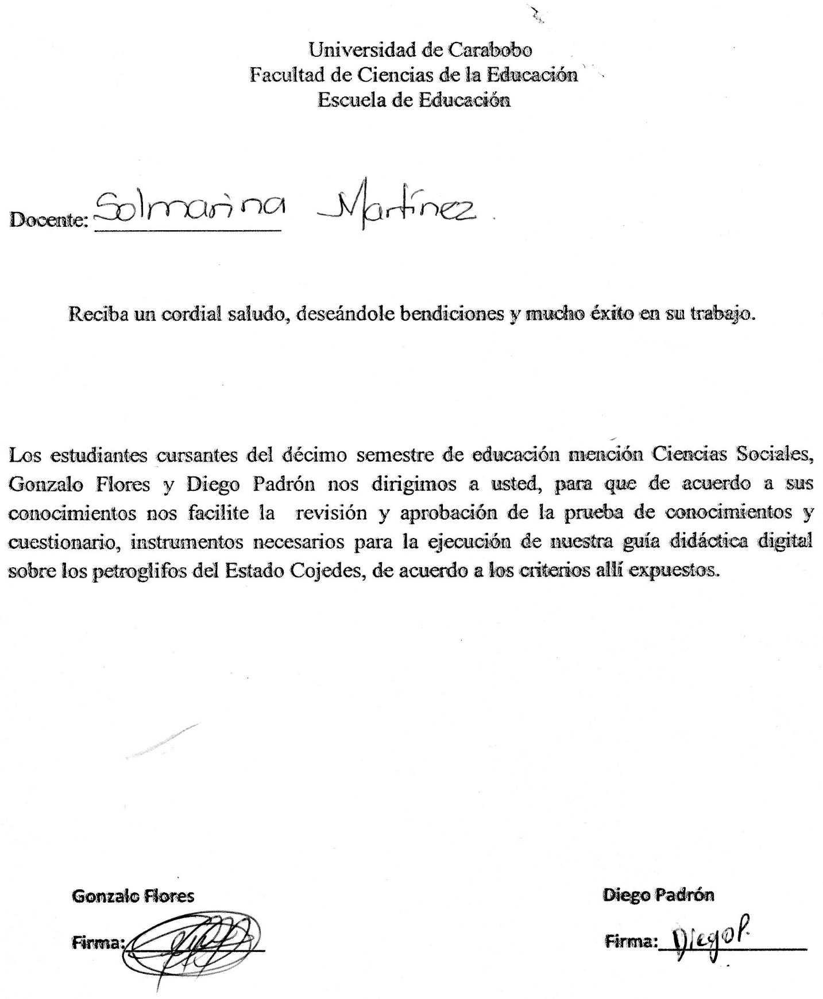 Universidad de Carabobo
Facultad de Ciencias de la Educación
Escuela de Educación
Docente: Solmarina Martínez.
Reciba un cordial saludo, deseándole bendiciones y mucho éxito en su trabajo.
Los estudiantes cursantes del décimo semestre de educación mención Ciencias Sociales,
Gonzalo Flores y Diego Padrón nos dirigimos a usted, para que de acuerdo a sus
conocimientos nos facilite la revisión y aprobación de la prueba de conocimientos y
cuestionario, instrumentos necesarios para la ejecución de nuestra guía didáctica digital
sobre los petroglifos del Estado Cojedes, de acuerdo a los criterios allí expuestos.
Gonzalo Flores
Diego Padrón
Firma:
Firma: Diego P.